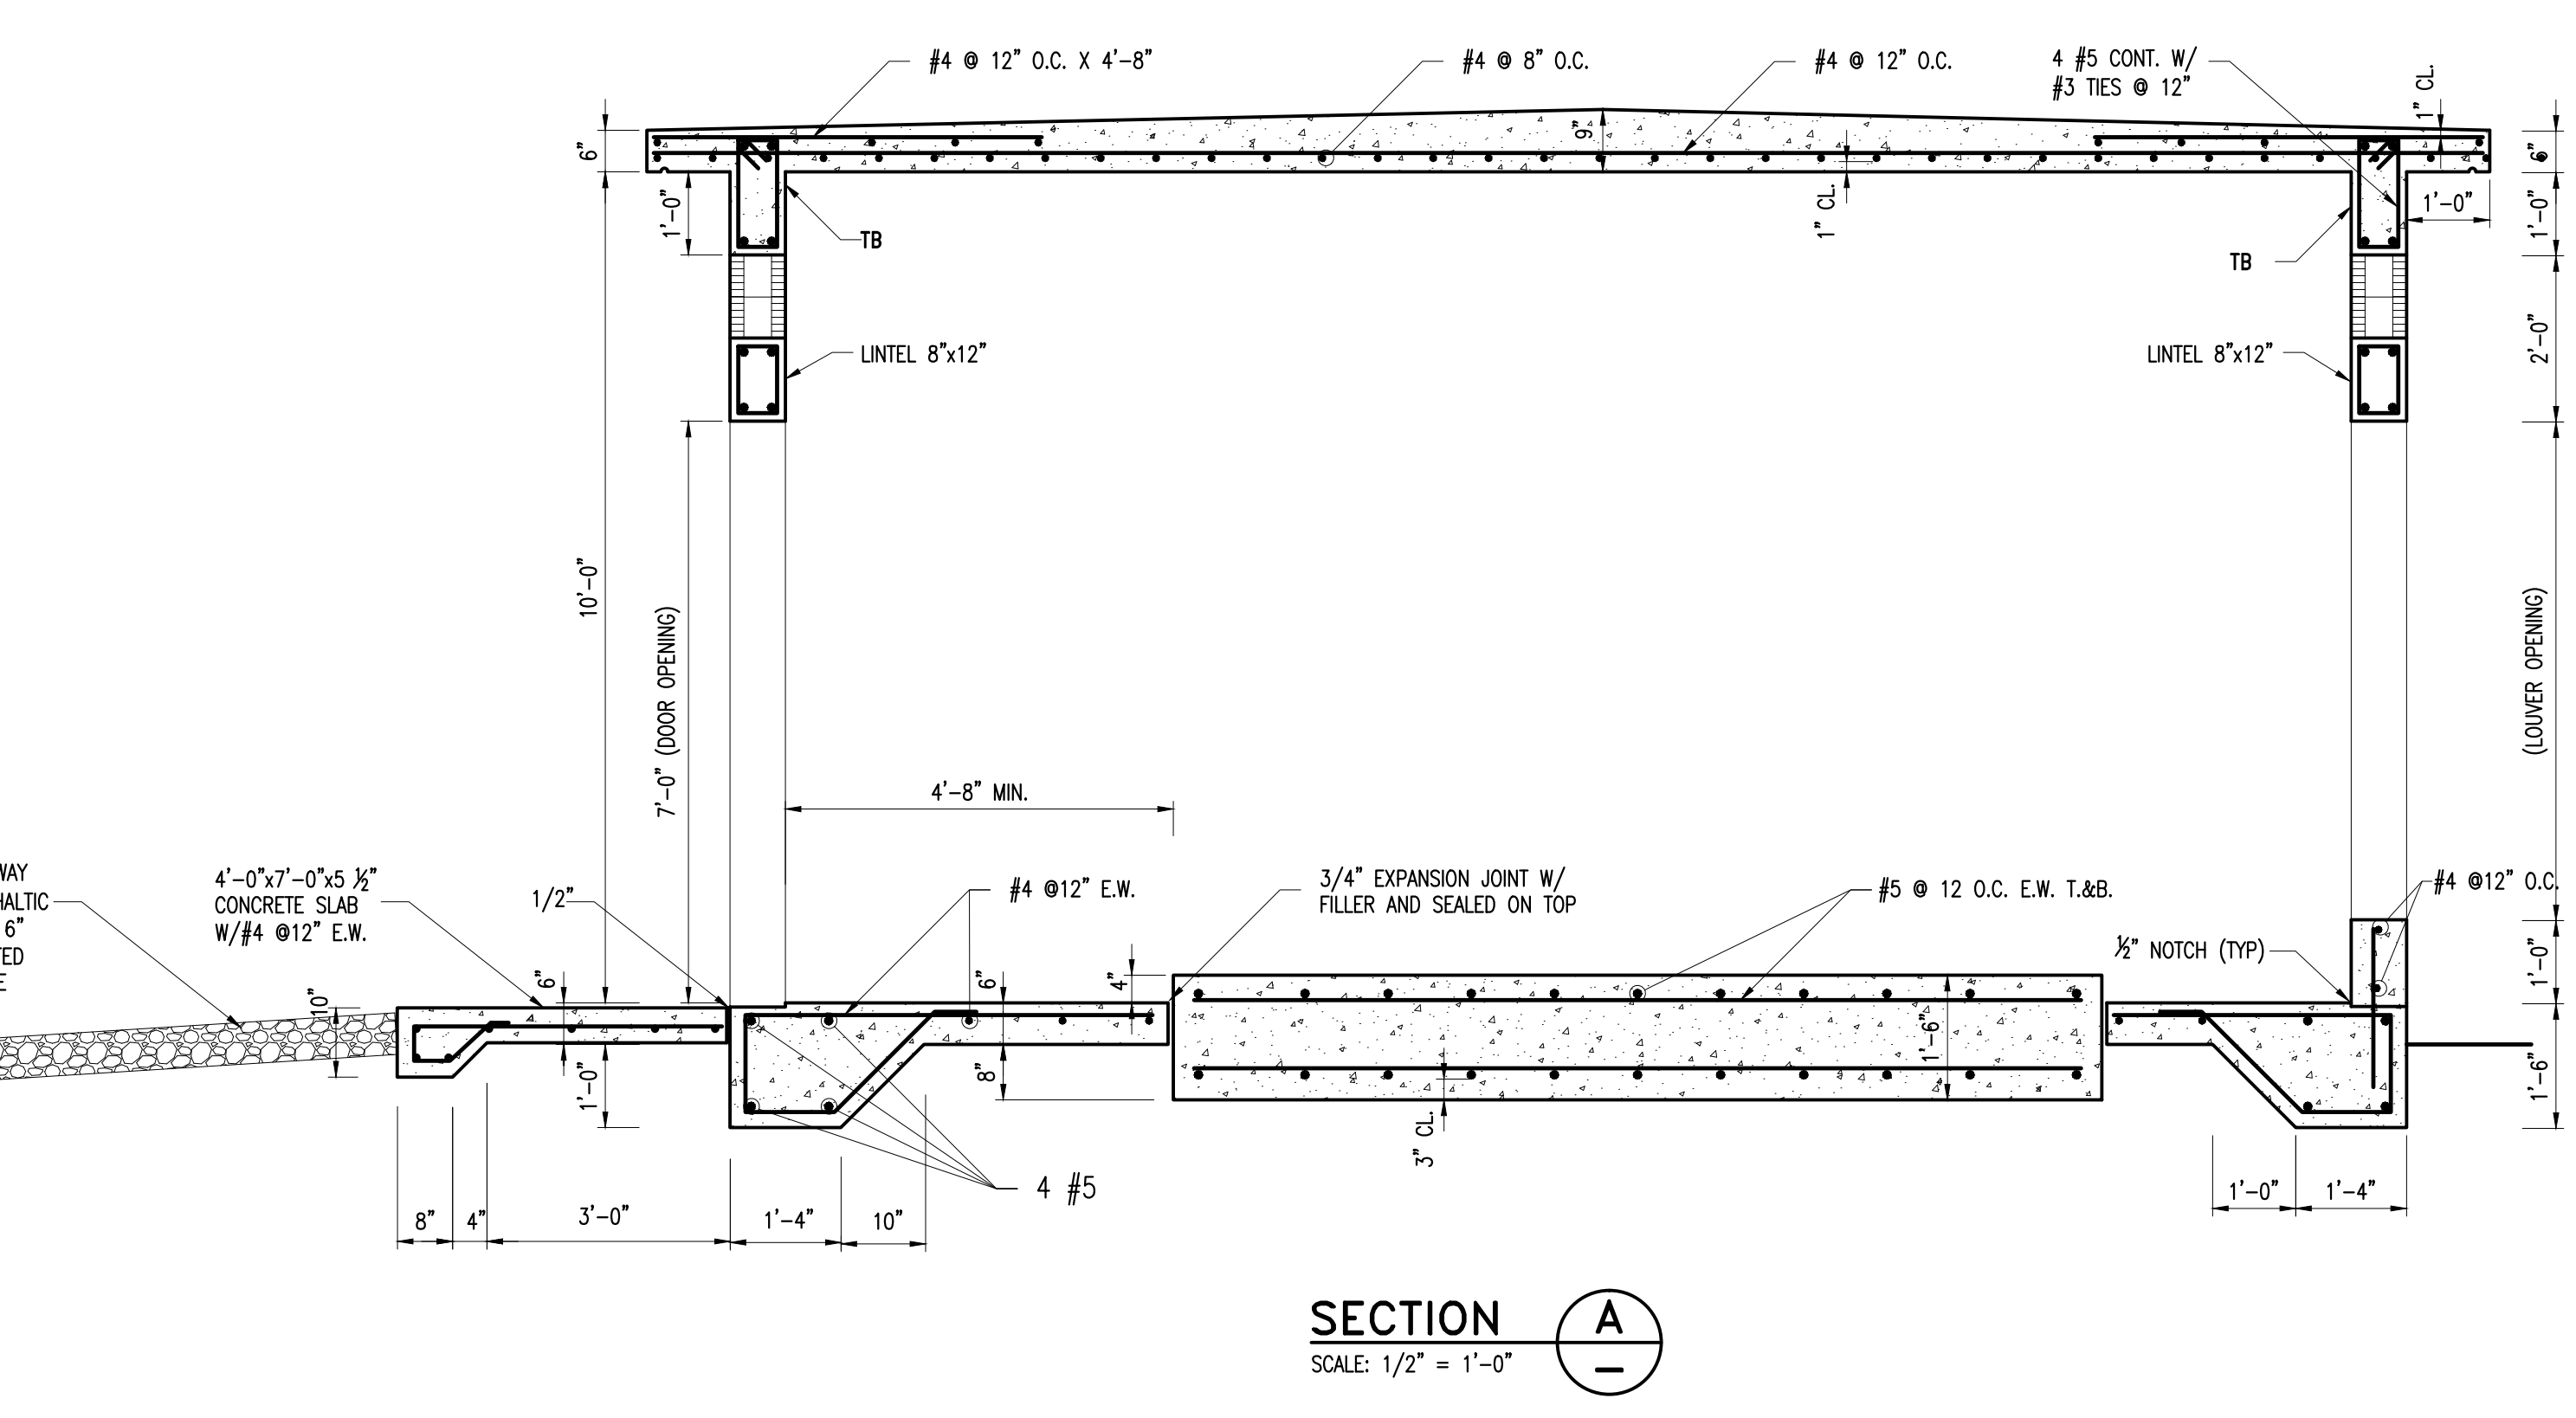 #4 @ 12" O.C. X 4'-8"
#4 @ 8" O.C.
#4 @ 12" O.C.
4 #5 CONT. W/
#3 TIES @ 12"
1" CL.
6"
9"
6"
1'-0"
1'-0"
1'-0"
1" CL.
TB
TB
LINTEL 8"x12"
LINTEL 8"x12"
2'-0"
10'-0"
7'-0" (DOOR OPENING)
(LOUVER OPENING)
4'-8" MIN.
WAY
6"
4'-0"x7'-0"x5 ½"
CONCRETE SLAB
W/#4 @12" E.W.
1/2"
#4 @12" E.W.
3/4" EXPANSION JOINT W/
FILLER AND SEALED ON TOP
#5 @ 12 O.C. E.W. T.&B.
#4 @12" O.C.
½" NOTCH (TYP)
10"
6"
6"
4"
1'-0"
1'-0"
8"
1'-6"
1'-6"
3" CL.
4 #5
8"
4"
3'-0"
1'-4"
10"
1'-0"
1'-4"
SECTION
A
SCALE: 1/2" = 1'-0"
–